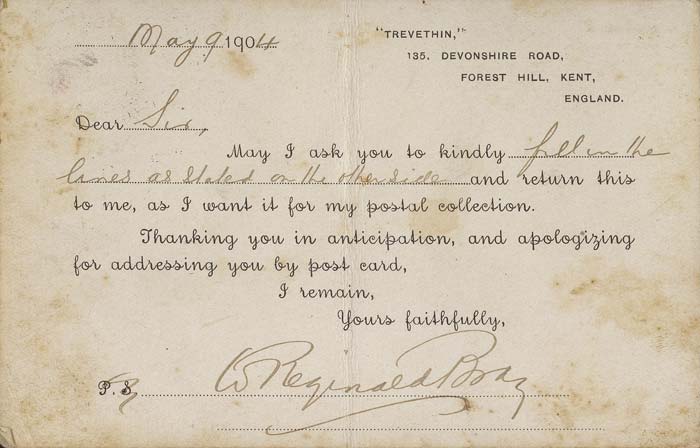 May 9 1904
"TREVETHIN,"
135, DEVONSHIRE ROAD,
FOREST HILL, KENT,
ENGLAND.
Dear Sir,
May I ask you to kindly fill in the
lines as stated on the other side and return this
to me, as I want it for my postal collection.
Thanking you in anticipation, and apologizing
for addressing you by post card,
I remain,
Yours faithfully,
W Reginald Bray
P. S.